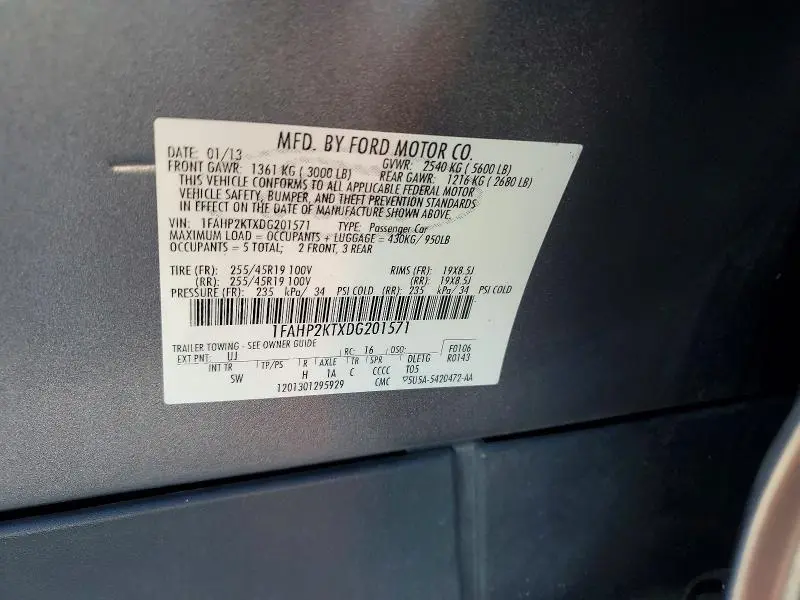 MFD. BY FORD MOTOR CO.
DATE: 01/13 GVWR: 2540 KG ( 5600 LB)
FRONT GAWR: 1361 KG ( 3000 LB) REAR GAWR: 1216 KG ( 2680 LB)
THIS VEHICLE CONFORMS TO ALL APPLICABLE FEDERAL MOTOR
VEHICLE SAFETY, BUMPER, AND THEFT PREVENTION STANDARDS
IN EFFECT ON THE DATE OF MANUFACTURE SHOWN ABOVE.
VIN: 1FAHP2KTXDG201571 TYPE: Passenger Car
MAXIMUM LOAD = OCCUPANTS + LUGGAGE = 430KG/ 950LB
OCCUPANTS = 5 TOTAL; 2 FRONT, 3 REAR
TIRE (FR): 255/45R19 100V RIMS (FR): 19X8.5J
(RR): 255/45R19 100V (RR): 19X8.5J
PRESSURE (FR): 235 kPa/ 34 PSI COLD (RR): 235 kPa/ 34 PSI COLD
1FAHP2KTXDG201571
TRAILER TOWING - SEE OWNER GUIDE
EXT PNT: UJ RC: 16 DSO: F0106
INT TR TP/PS R AXLE TR SPR DLETG R0143
SW H 1A C CCCC T05
1201301295929 CMC 5U5A-5420472-AA